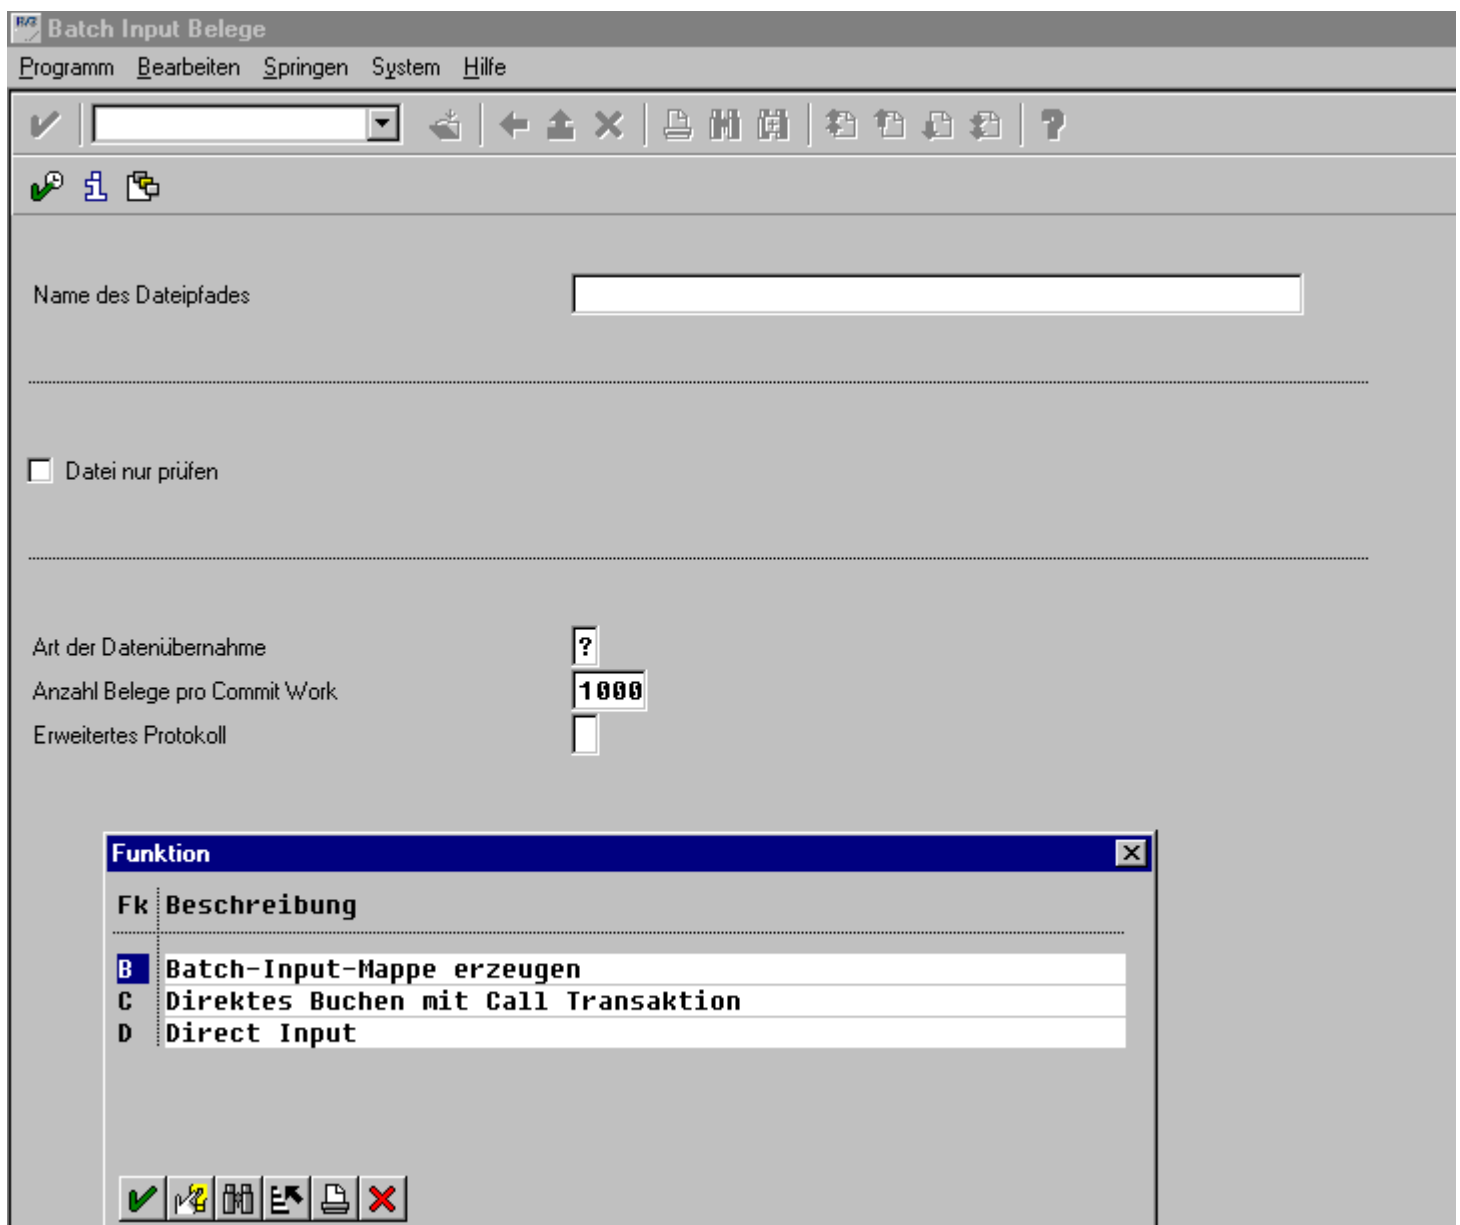 R/3 Batch Input Belege
Programm Bearbeiten Springen System Hilfe
Name des Dateipfades
Datei nur prüfen
Art der Datenübernahme ?
Anzahl Belege pro Commit Work 1000
Erweitertes Protokoll
Funktion
Fk Beschreibung
B Batch-Input-Mappe erzeugen
C Direktes Buchen mit Call Transaktion
D Direct Input